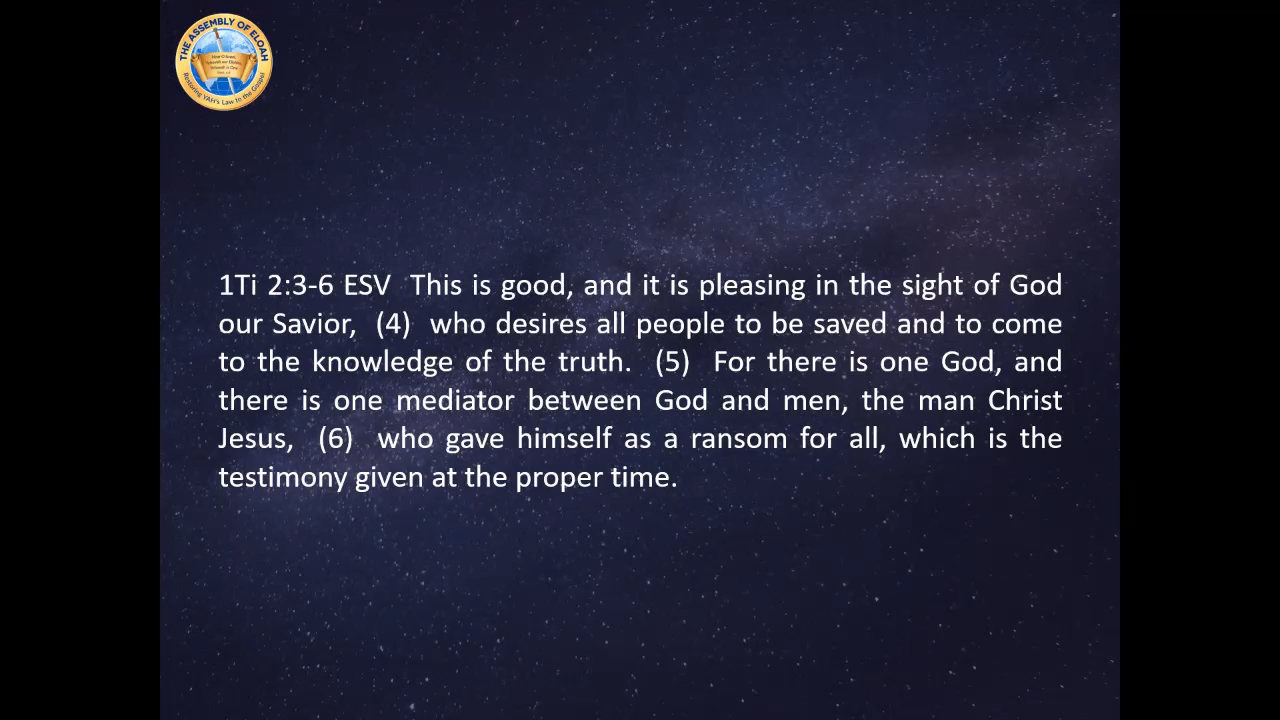 THE ASSEMBLY OF ELOAH
Restoring YAH's Law to the Gospel
1Ti 2:3-6 ESV  This is good, and it is pleasing in the sight of God
our Savior,  (4)  who desires all people to be saved and to come
to the knowledge of the truth.  (5)  For there is one God, and
there is one mediator between God and men, the man Christ
Jesus,  (6)  who gave himself as a ransom for all, which is the
testimony given at the proper time.